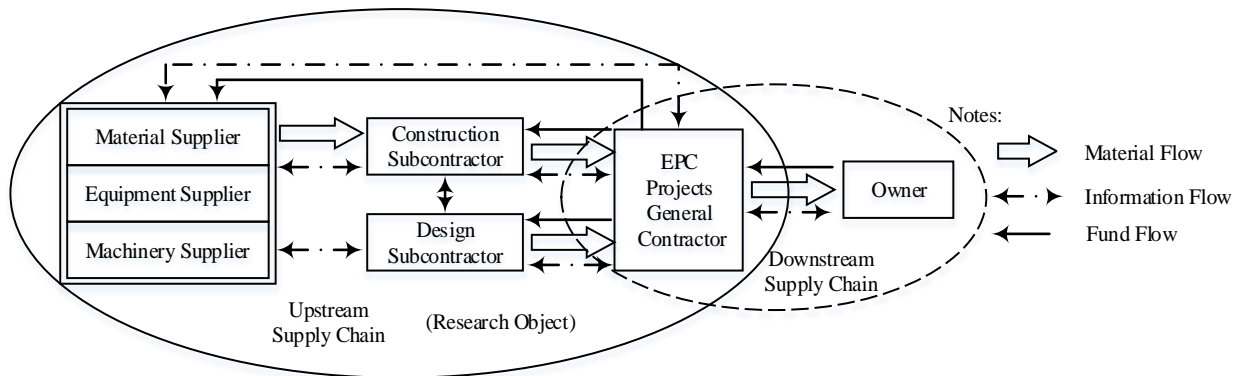 Material Supplier
Equipment Supplier
Machinery Supplier
Construction
Subcontractor
Design
Subcontractor
EPC
Projects
General
Contractor
Owner
Upstream
Supply Chain
(Research Object)
Downstream
Supply Chain
Notes:
Material Flow
Information Flow
Fund Flow